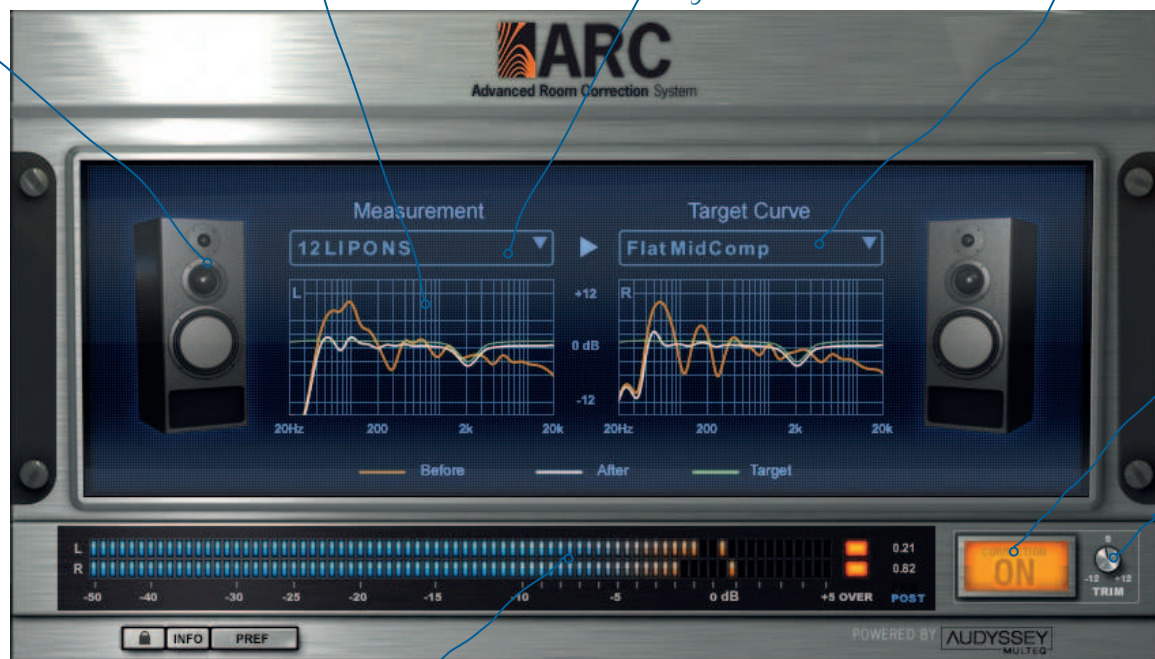 ARC
Advanced Room Correction System
Measurement
Target Curve
12LIPONS
FlatMidComp
L
+12
R
0 dB
-12
20Hz 200 2k 20k
20Hz 200 2k 20k
Before After Target
L 0.21
R 0.82
-50 -40 -30 -25 -20 -15 -10 -5 0 dB +5 OVER POST
CORRECTION
ON
0
-12 +12
TRIM
INFO PREF
POWERED BY AUDYSSEY
MULTEQ